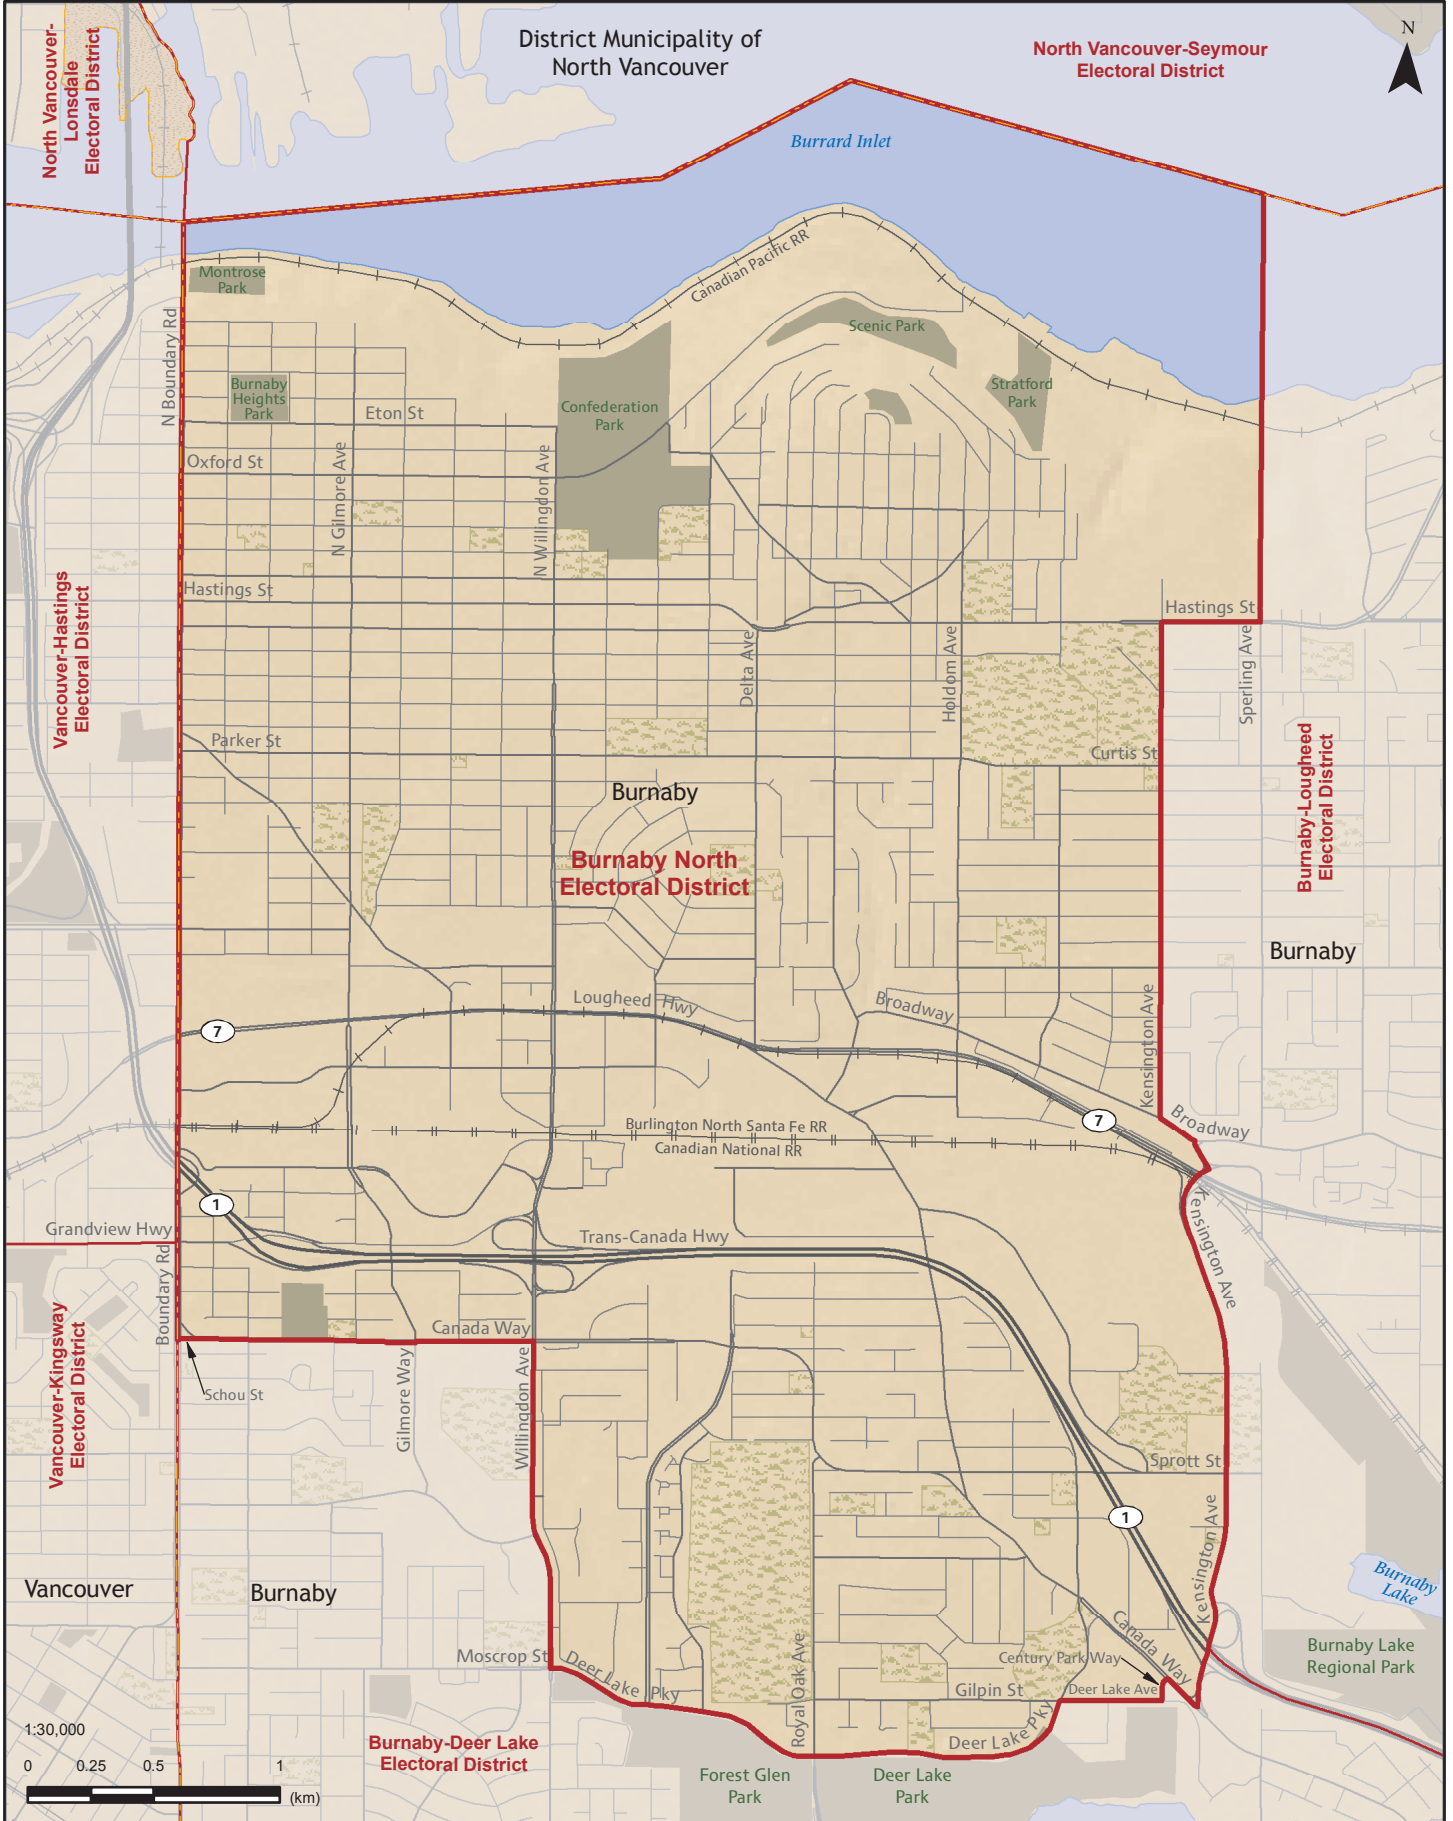 North Vancouver-
Lonsdale
Electoral District
District Municipality of
North Vancouver
North Vancouver-Seymour
Electoral District
N
Burrard Inlet
Canadian Pacific RR
Montrose
Park
Scenic Park
N Boundary Rd
Burnaby
Heights
Park
Eton St
Confederation
Park
Stratford
Park
Oxford St
N Gilmore Ave
N Willingdon Ave
Hastings St
Hastings St
Vancouver-Hastings
Electoral District
Delta Ave
Holdom Ave
Sperling Ave
Parker St
Curtis St
Burnaby
Burnaby North
Electoral District
Burnaby-Lougheed
Electoral District
Burnaby
Lougheed Hwy
Broadway
Kensington Ave
7
7
Broadway
Burlington North Santa Fe RR
Canadian National RR
1
Kensington Ave
Grandview Hwy
Trans-Canada Hwy
Boundary Rd
Canada Way
Vancouver-Kingsway
Electoral District
Schou St
Gilmore Way
Willingdon Ave
Sprott St
1
Kensington Ave
Vancouver
Burnaby
Burnaby
Lake
Canada Way
Moscrop St
Deer Lake Pky
Royal Oak Ave
Century Park Way
Burnaby Lake
Regional Park
Gilpin St
Deer Lake Ave
Deer Lake Pky
1:30,000
0 0.25 0.5 1
(km)
Burnaby-Deer Lake
Electoral District
Forest Glen
Park
Deer Lake
Park